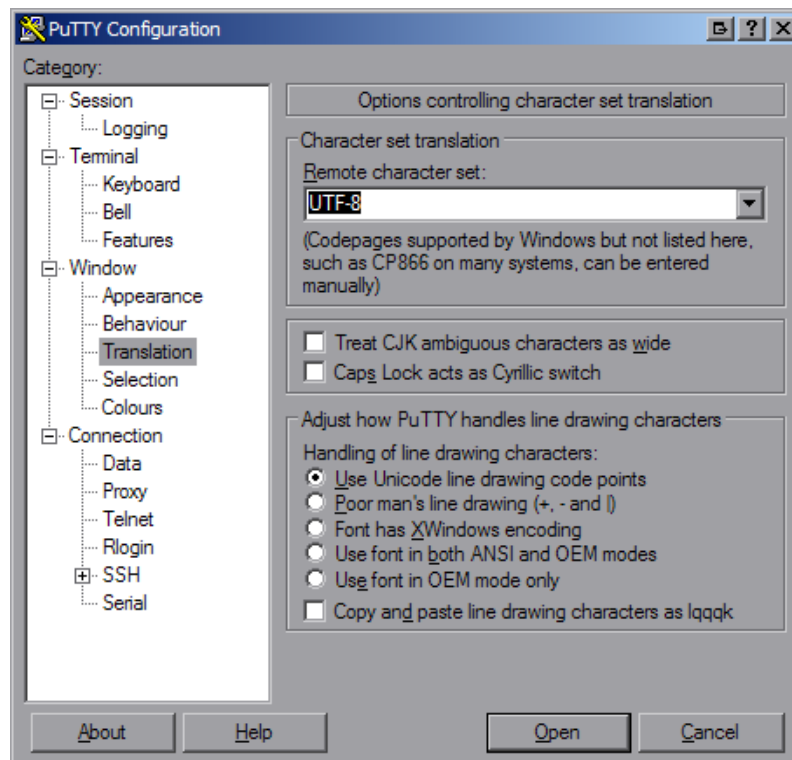 PuTTY Configuration
Category:
Session
Logging
Terminal
Keyboard
Bell
Features
Window
Appearance
Behaviour
Translation
Selection
Colours
Connection
Data
Proxy
Telnet
Rlogin
SSH
Serial
Options controlling character set translation
Character set translation
Remote character set:
UTF-8
(Codepages supported by Windows but not listed here,
such as CP866 on many systems, can be entered
manually)
Treat CJK ambiguous characters as wide
Caps Lock acts as Cyrillic switch
Adjust how PuTTY handles line drawing characters
Handling of line drawing characters:
Use Unicode line drawing code points
Poor man's line drawing (+, - and |)
Font has XWindows encoding
Use font in both ANSI and OEM modes
Use font in OEM mode only
Copy and paste line drawing characters as lqqqk
About
Help
Open
Cancel